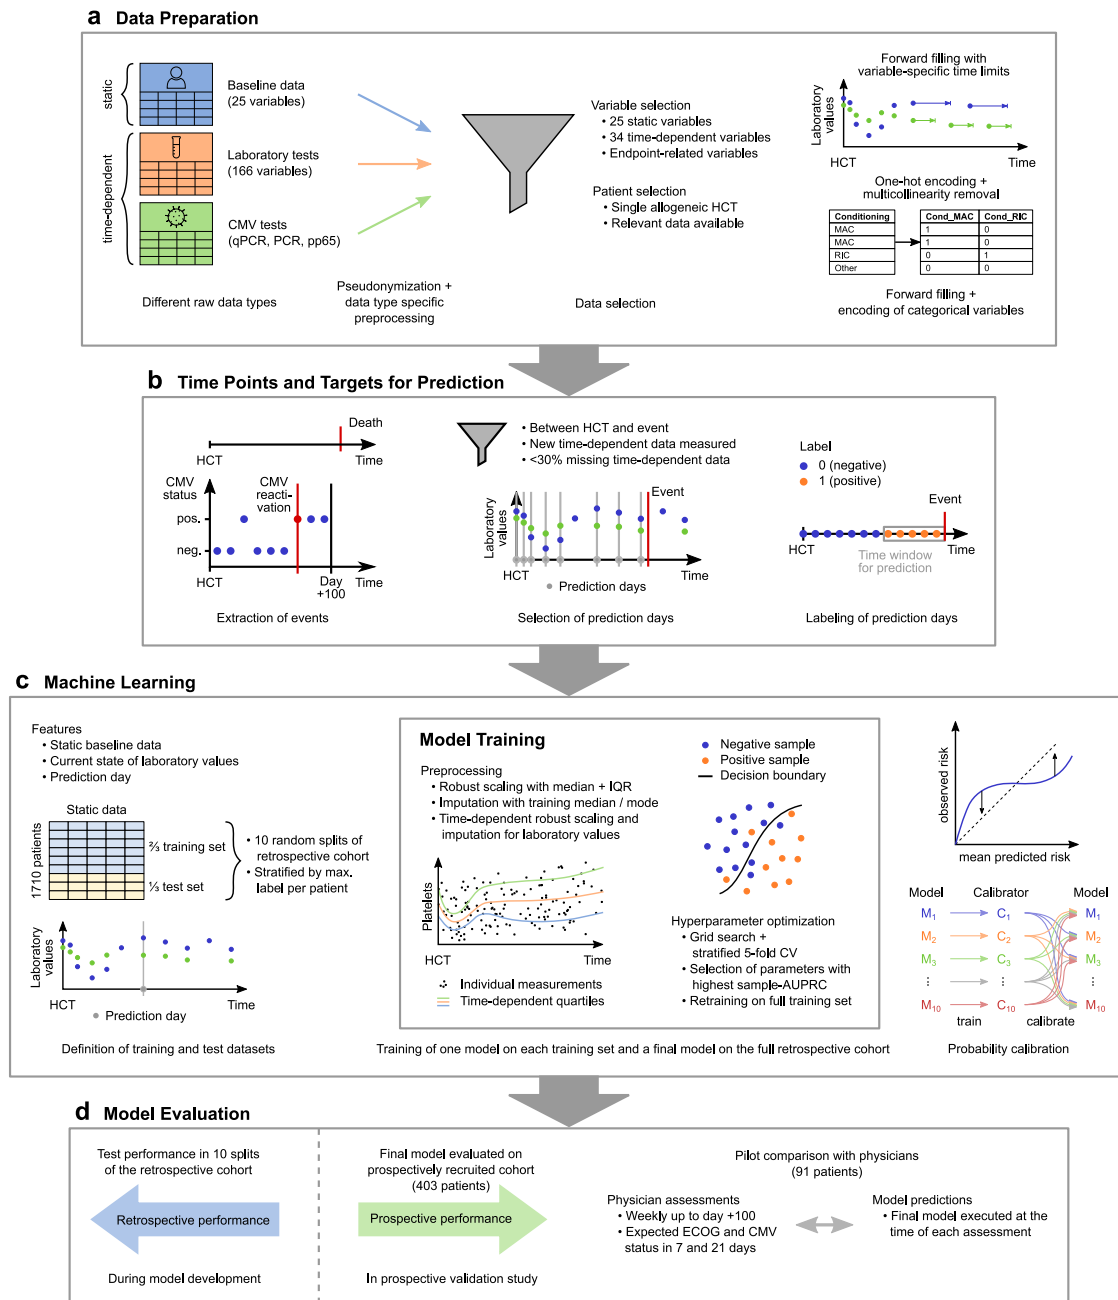 a Data Preparation
static
Baseline data
(25 variables)
time-dependent
Laboratory tests
(166 variables)
CMV tests
(qPCR, PCR, pp65)
Different raw data types
Pseudonymization +
data type specific
preprocessing
Variable selection
• 25 static variables
• 34 time-dependent variables
• Endpoint-related variables
Patient selection
• Single allogeneic HCT
• Relevant data available
Data selection
Forward filling with
variable-specific time limits
Laboratory
values
HCT
Time
One-hot encoding +
multicollinearity removal
Conditioning Cond_MAC Cond_RIC
MAC 1 0
MAC 1 0
RIC 0 1
Other 0 0
Forward filling +
encoding of categorical variables
b Time Points and Targets for Prediction
Death
HCT
Time
CMV
status
CMV
reacti-
vation
pos.
neg.
HCT
Day
+100
Time
Extraction of events
• Between HCT and event
• New time-dependent data measured
• <30% missing time-dependent data
Event
Laboratory
values
HCT
Time
Prediction days
Selection of prediction days
Label
0 (negative)
1 (positive)
Event
HCT
Time
Time window
for prediction
Labeling of prediction days
c Machine Learning
Features
• Static baseline data
• Current state of laboratory values
• Prediction day
Static data
1710 patients
⅔ training set
⅓ test set
• 10 random splits of
retrospective cohort
• Stratified by max.
label per patient
Laboratory
values
HCT
Time
Prediction day
Definition of training and test datasets
Model Training
Preprocessing
• Robust scaling with median + IQR
• Imputation with training median / mode
• Time-dependent robust scaling and
imputation for laboratory values
Platelets
HCT
Time
Individual measurements
Time-dependent quartiles
Negative sample
Positive sample
Decision boundary
Hyperparameter optimization
• Grid search +
stratified 5-fold CV
• Selection of parameters with
highest sample-AUPRC
• Retraining on full training set
Training of one model on each training set and a final model on the full retrospective cohort
observed risk
mean predicted risk
Model Calibrator Model
M1 C1 M1
M2 C2 M2
M3 C3 M3
⋮ ⋮ ⋮
M10 C10 M10
train calibrate
Probability calibration
d Model Evaluation
Test performance in 10 splits
of the retrospective cohort
Retrospective performance
During model development
Final model evaluated on
prospectively recruited cohort
(403 patients)
Prospective performance
In prospective validation study
Pilot comparison with physicians
(91 patients)
Physician assessments
• Weekly up to day +100
• Expected ECOG and CMV
status in 7 and 21 days
Model predictions
• Final model executed at the
time of each assessment